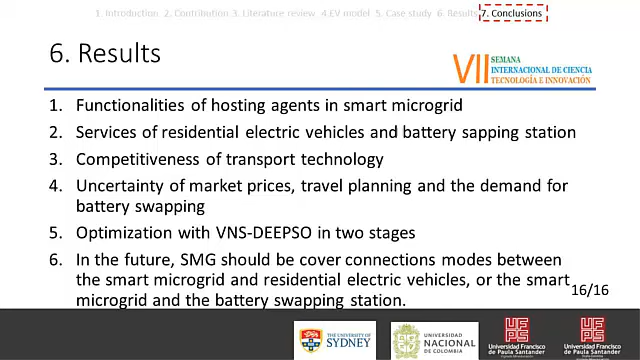 1. Introduction 2. Contribution 3. Literature review 4.EV model 5. Case study 6. Results 7. Conclusions
6. Results
VII SEMANA
INTERNACIONAL DE CIENCIA
TECNOLOGÍA E INNOVACIÓN
1. Functionalities of hosting agents in smart microgrid
2. Services of residential electric vehicles and battery sapping station
3. Competitiveness of transport technology
4. Uncertainty of market prices, travel planning and the demand for
battery swapping
5. Optimization with VNS-DEEPSO in two stages
6. In the future, SMG should be cover connections modes between
the smart microgrid and residential electric vehicles, or the smart
microgrid and the battery swapping station.
16/16
THE UNIVERSITY OF
SYDNEY
UNIVERSIDAD
NACIONAL
DE COLOMBIA
UFPS
Universidad Francisco
de Paula Santander
UFPS
Universidad Francisco
de Paula Santander